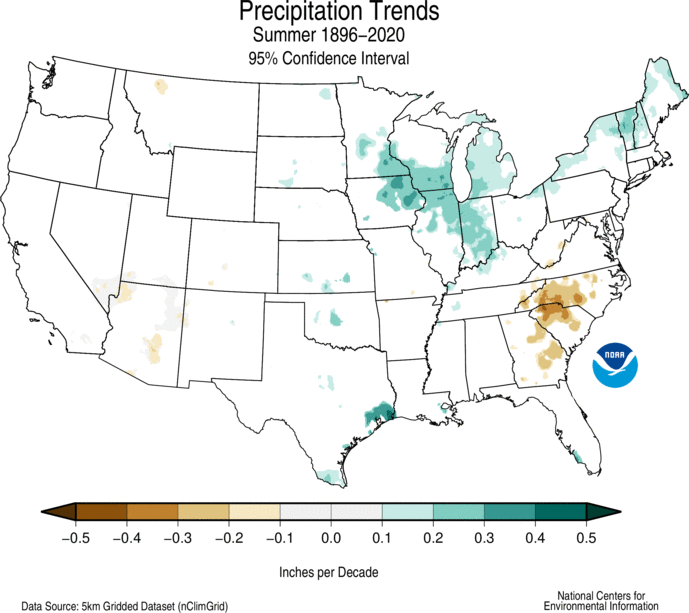 Precipitation Trends
Summer 1896–2020
95% Confidence Interval
NOAA
−0.5 −0.4 −0.3 −0.2 −0.1 0.0 0.1 0.2 0.3 0.4 0.5
Inches per Decade
Data Source: 5km Gridded Dataset (nClimGrid)
National Centers for
Environmental Information